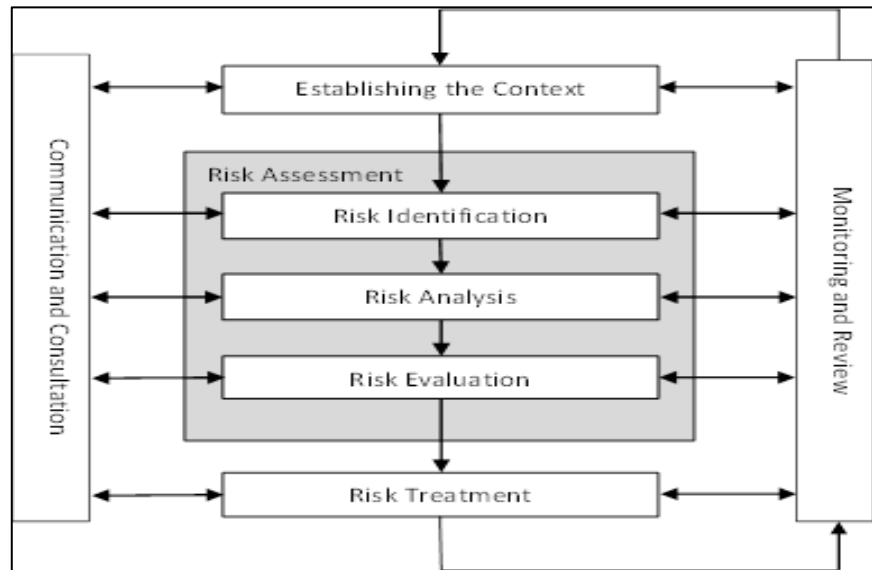 Establishing the Context
Risk Assessment
Risk Identification
Risk Analysis
Risk Evaluation
Risk Treatment
Communication and Consultation
Monitoring and Review